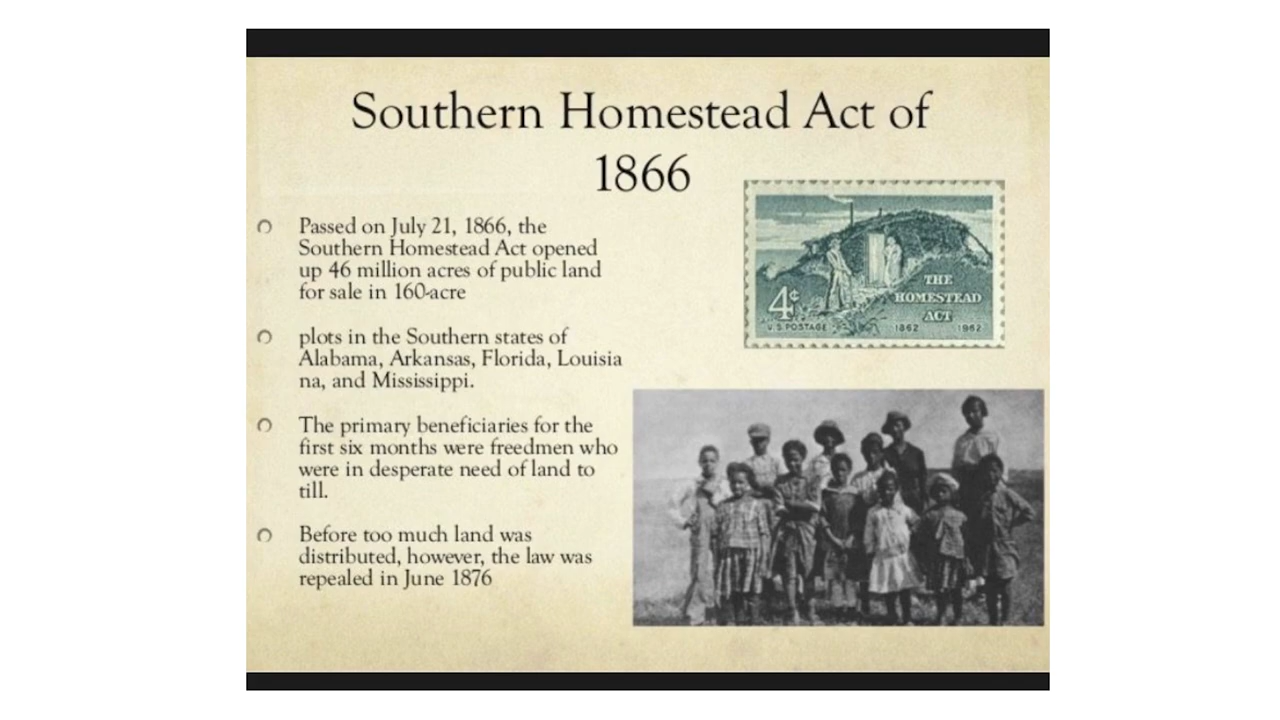 Southern Homestead Act of
1866
Passed on July 21, 1866, the
Southern Homestead Act opened
up 46 million acres of public land
for sale in 160-acre
plots in the Southern states of
Alabama, Arkansas, Florida, Louisia
na, and Mississippi.
The primary beneficiaries for the
first six months were freedmen who
were in desperate need of land to
till.
Before too much land was
distributed, however, the law was
repealed in June 1876
THE
HOMESTEAD
ACT
4¢
U.S. POSTAGE
1862
1962